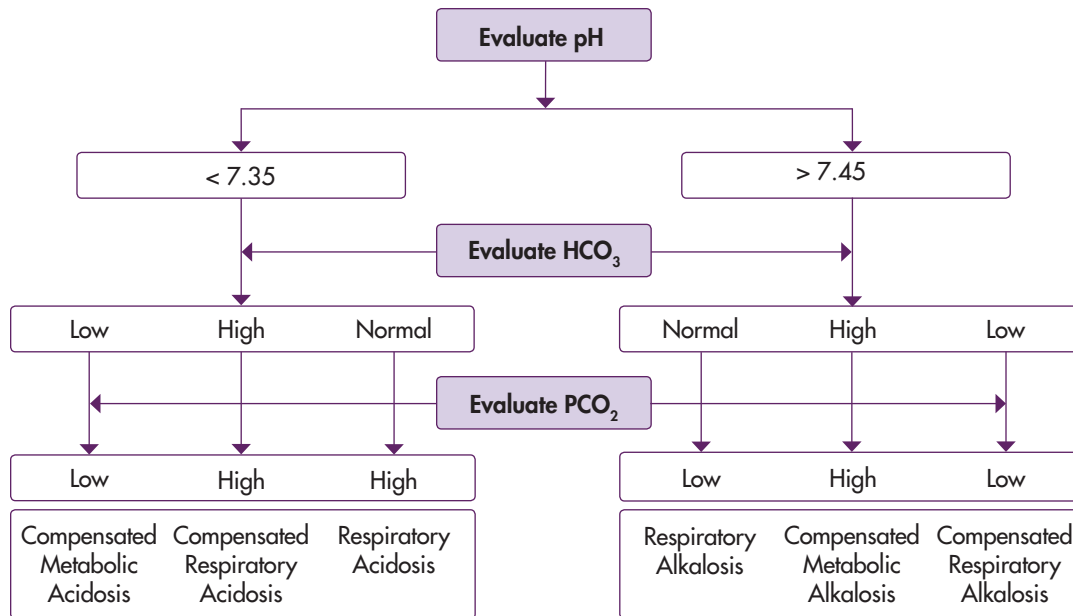 Evaluate pH
< 7.35
> 7.45
Evaluate HCO₃
Low High Normal
Normal High Low
Evaluate PCO₂
Low High High
Low High Low
Compensated
Metabolic
Acidosis
Compensated
Respiratory
Acidosis
Respiratory
Acidosis
Respiratory
Alkalosis
Compensated
Metabolic
Alkalosis
Compensated
Respiratory
Alkalosis